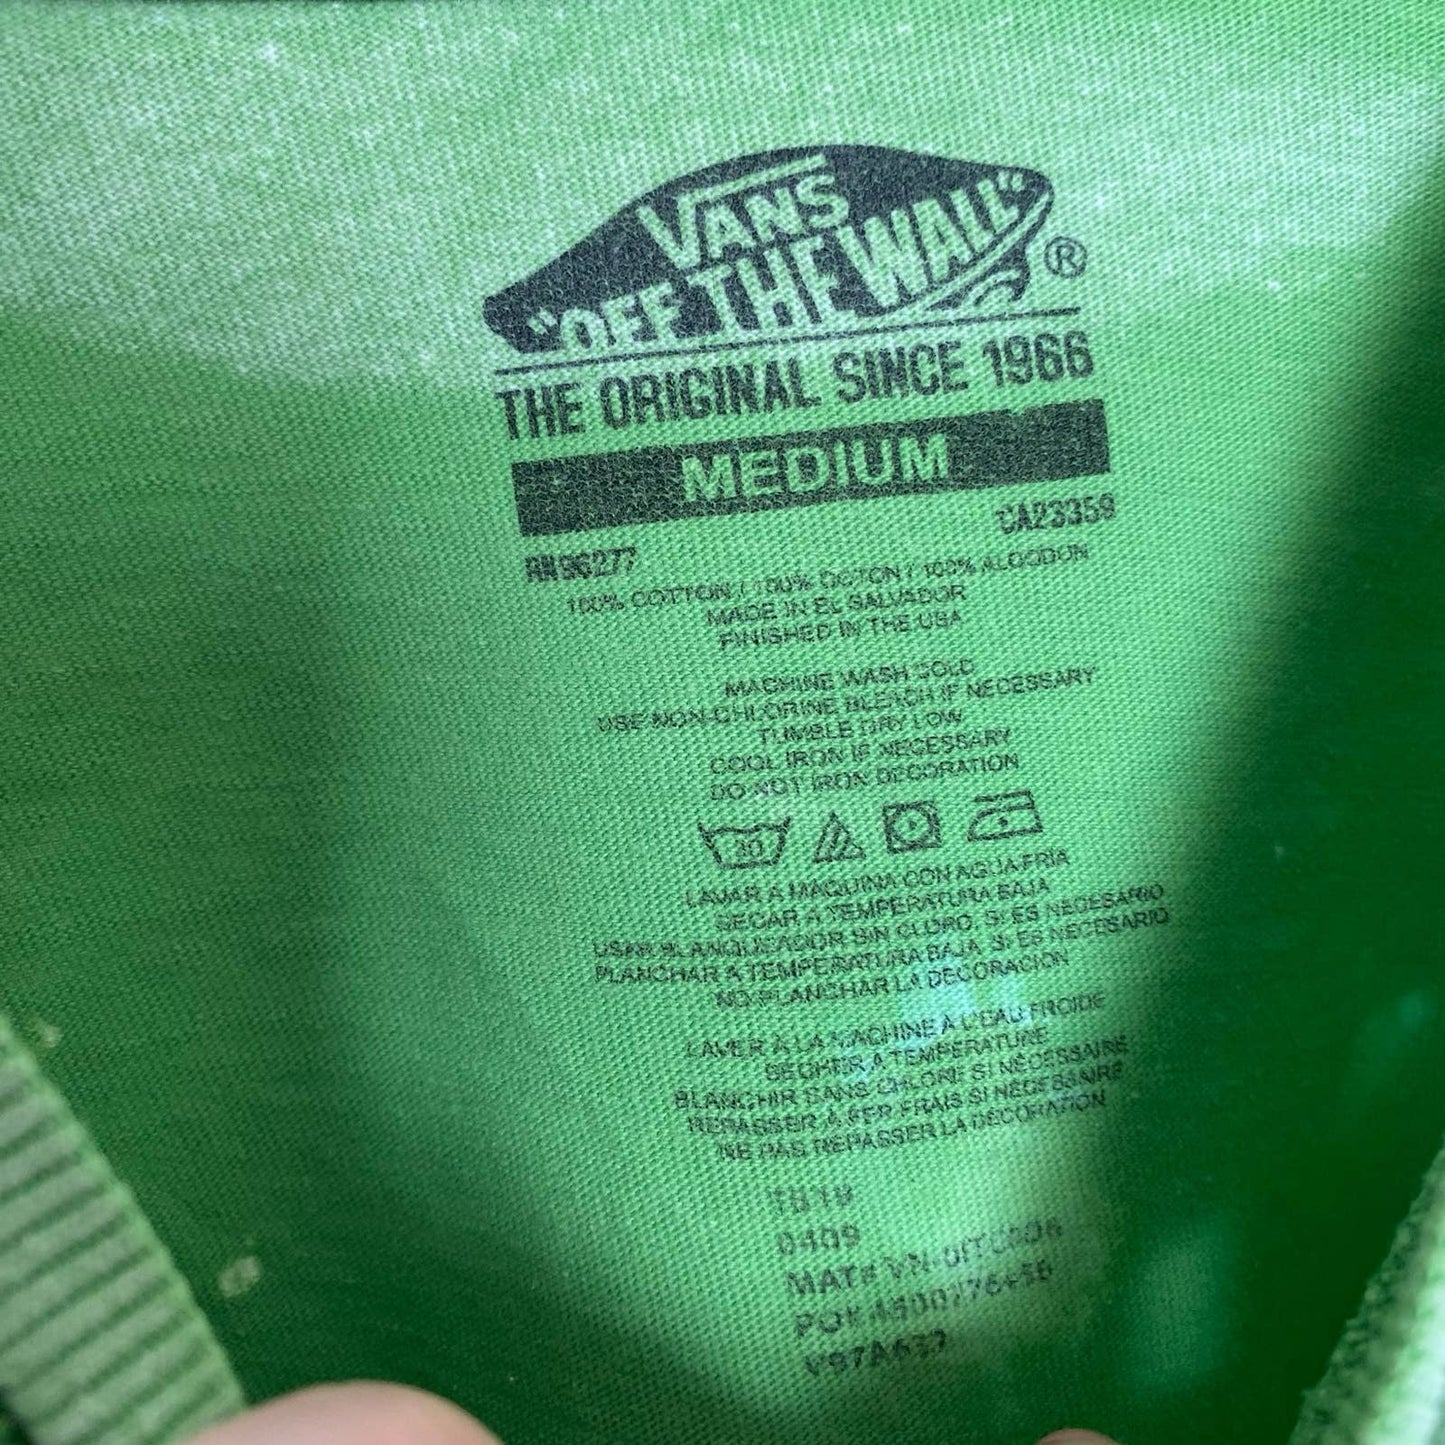 VANS
"OFF THE WALL"
®
THE ORIGINAL SINCE 1966
MEDIUM
RN96277
CA23359
100% COTTON / 100% COTON / 100% ALGODON
MADE IN EL SALVADOR
FINISHED IN THE USA
MACHINE WASH COLD
USE NON-CHLORINE BLEACH IF NECESSARY
TUMBLE DRY LOW
COOL IRON IF NECESSARY
DO NOT IRON DECORATION
30
LAVAR A MAQUINA CON AGUA FRIA
SECAR A TEMPERATURA BAJA
USAR BLANQUEADOR SIN CLORO, SI ES NECESARIO
PLANCHAR A TEMPERATURA BAJA, SI ES NECESARIO
NO PLANCHAR LA DECORACION
LAVER A LA MACHINE A L'EAU FROIDE
SECHER A TEMPERATURE
BLANCHIR SANS CHLORE SI NÉCESSAIRE
REPASSER A FER FRAIS SI NÉCESSAIRE
NE PAS REPASSER LA DÉCORATION
0409
MAT#